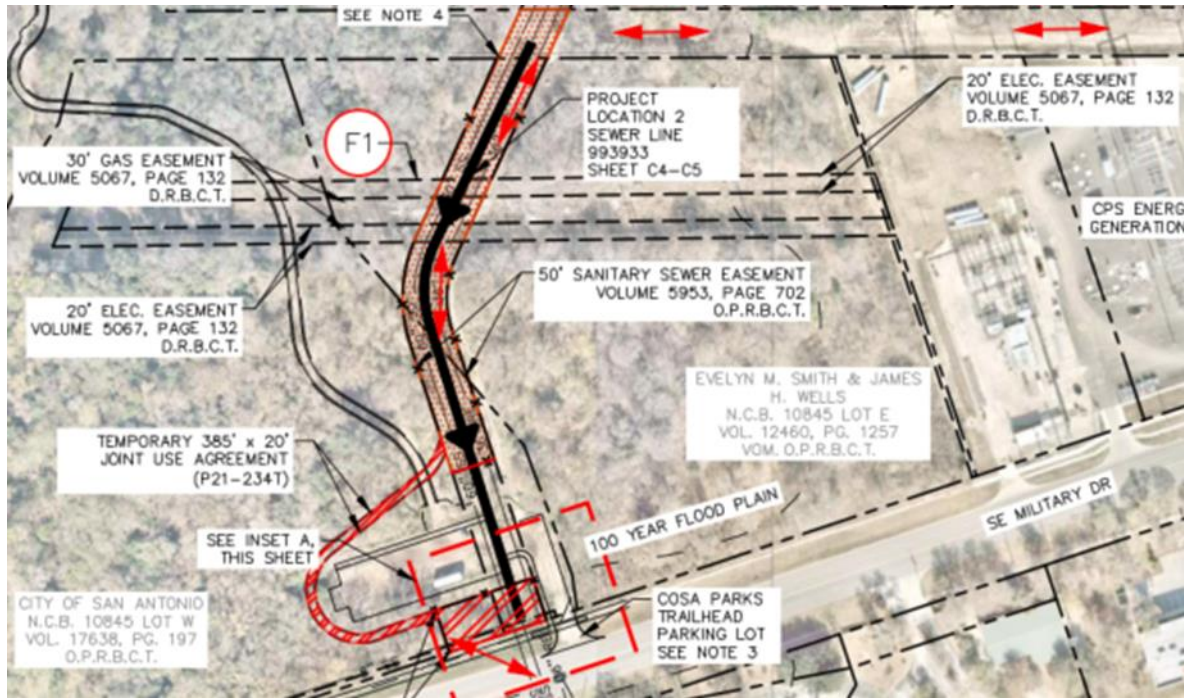 SEE NOTE 4
PROJECT
LOCATION 2
SEWER LINE
993933
SHEET C4-C5
20' ELEC. EASEMENT
VOLUME 5067, PAGE 132
D.R.B.C.T.
F1
30' GAS EASEMENT
VOLUME 5067, PAGE 132
D.R.B.C.T.
CPS ENERG
GENERATION
50' SANITARY SEWER EASEMENT
VOLUME 5953, PAGE 702
O.P.R.B.C.T.
20' ELEC. EASEMENT
VOLUME 5067, PAGE 132
D.R.B.C.T.
EVELYN M. SMITH & JAMES
H. WELLS
N.C.B. 10845 LOT E
VOL. 12460, PG. 1257
VOM. O.P.R.B.C.T.
TEMPORARY 385' x 20'
JOINT USE AGREEMENT
(P21-234T)
SE MILITARY DR
100 YEAR FLOOD PLAIN
SEE INSET A,
THIS SHEET
CITY OF SAN ANTONIO
N.C.B. 10845 LOT W
VOL. 17638, PG. 197
O.P.R.B.C.T.
COSA PARKS
TRAILHEAD
PARKING LOT
SEE NOTE 3